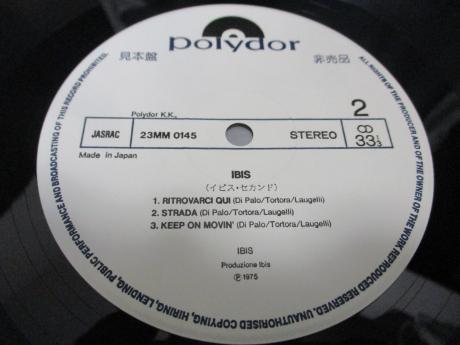 polydor
見本盤
非売品
Polydor K.K.,
2
JASRAC
23MM 0145
STEREO
33 1/3
Made in Japan
IBIS
(イビス・セカンド)
1. RITROVARCI QUI (Di Palo/Tortora/Laugelli)
2. STRADA (Di Palo/Tortora/Laugelli)
3. KEEP ON MOVIN' (Di Palo/Tortora/Laugelli)
IBIS
Produzione Ibis
Ⓟ 1975
ALL RIGHTS OF THE PRODUCER AND OF THE OWNER OF THE WORK REPRODUCED RESERVED. UNAUTHORISED COPYING, HIRING, LENDING, PUBLIC PERFORMANCE AND BROADCASTING OF THIS RECORD PROHIBITED.